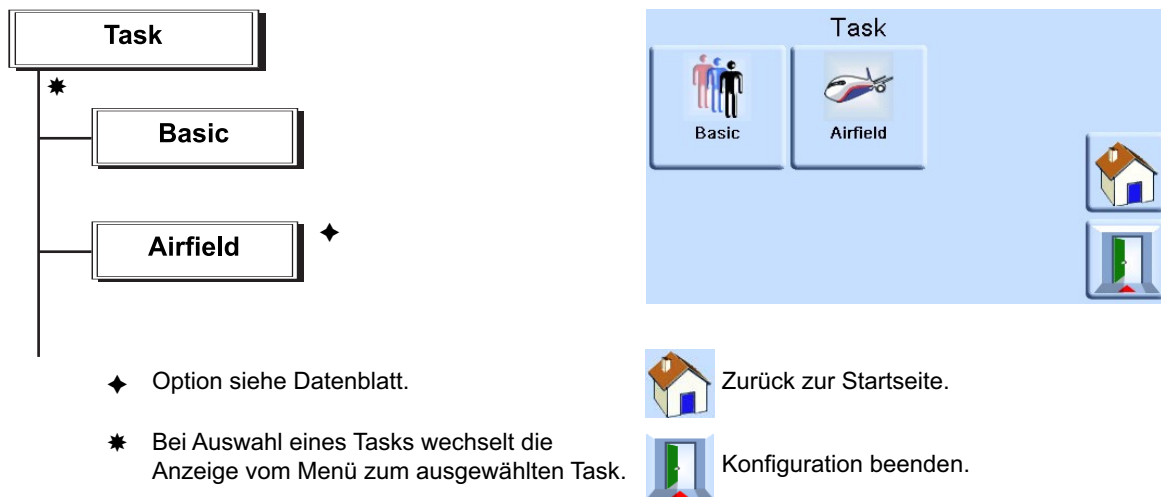 Task
Basic
Airfield
Task
Basic Airfield
Option siehe Datenblatt.
Bei Auswahl eines Tasks wechselt die
Anzeige vom Menü zum ausgewählten Task.
Zurück zur Startseite.
Konfiguration beenden.